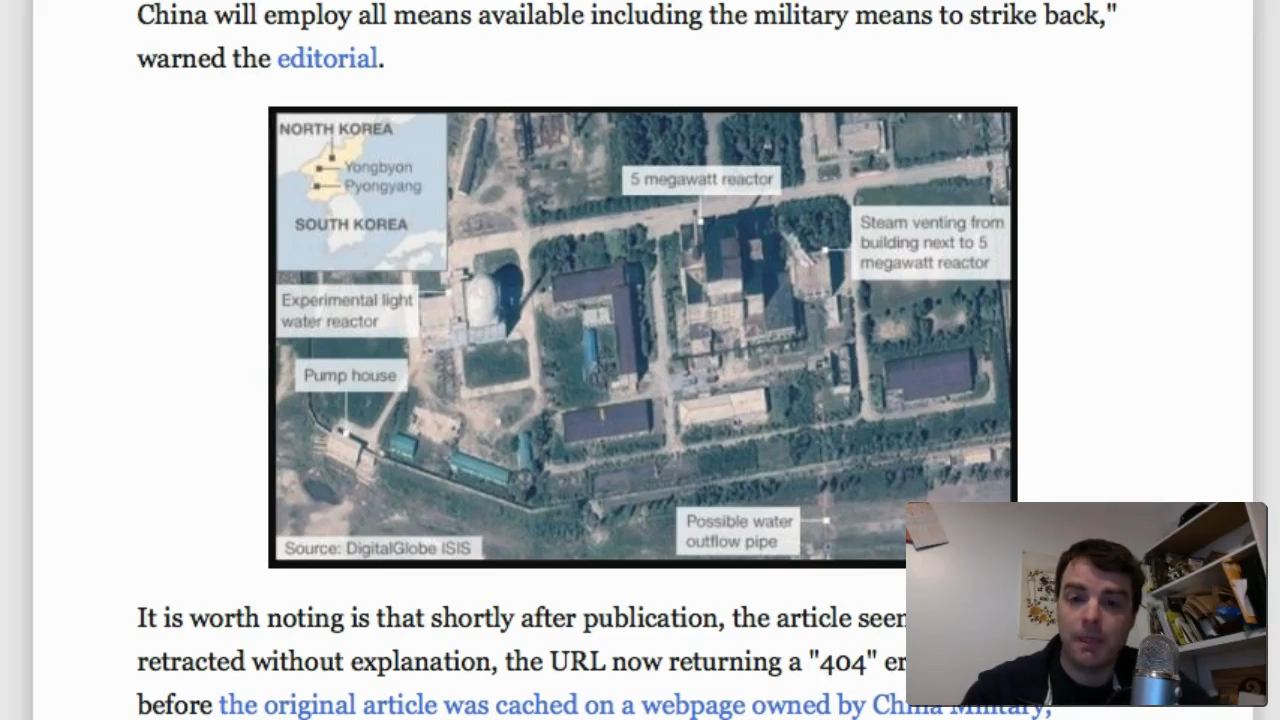 China will employ all means available including the military means to strike back,"
warned the editorial.
NORTH KOREA
Yongbyon
Pyongyang
SOUTH KOREA
5 megawatt reactor
Steam venting from
building next to 5
megawatt reactor
Experimental light
water reactor
Pump house
Possible water
outflow pipe
Source: DigitalGlobe ISIS
It is worth noting is that shortly after publication, the article
retracted without explanation, the URL now returning a "404"
before the original article was cached on a webpage owned by China Military,